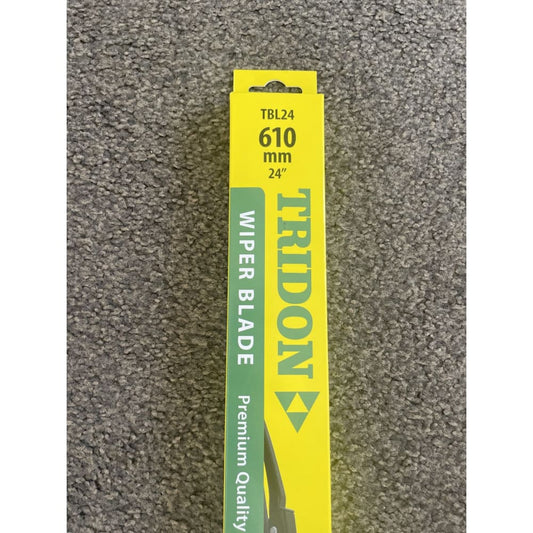 TBL24
610
mm
24”
TRIDON
WIPER BLADE Premium Quality